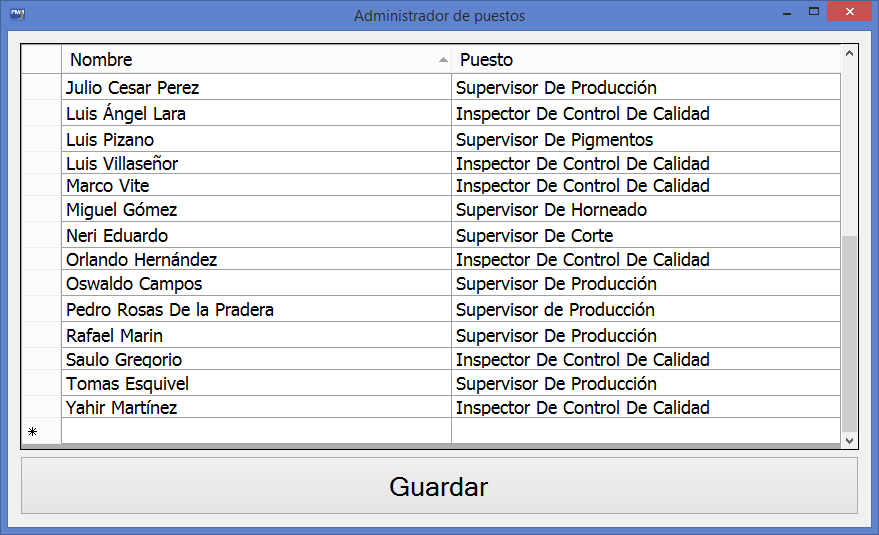 Administrador de puestos
Nombre Puesto
Julio Cesar Perez Supervisor De Producción
Luis Ángel Lara Inspector De Control De Calidad
Luis Pizano Supervisor De Pigmentos
Luis Villaseñor Inspector De Control De Calidad
Marco Vite Inspector De Control De Calidad
Miguel Gómez Supervisor De Horneado
Neri Eduardo Supervisor De Corte
Orlando Hernández Inspector De Control De Calidad
Oswaldo Campos Supervisor De Producción
Pedro Rosas De la Pradera Supervisor de Producción
Rafael Marin Supervisor De Producción
Saulo Gregorio Inspector De Control De Calidad
Tomas Esquivel Supervisor De Producción
Yahir Martínez Inspector De Control De Calidad
*
Guardar